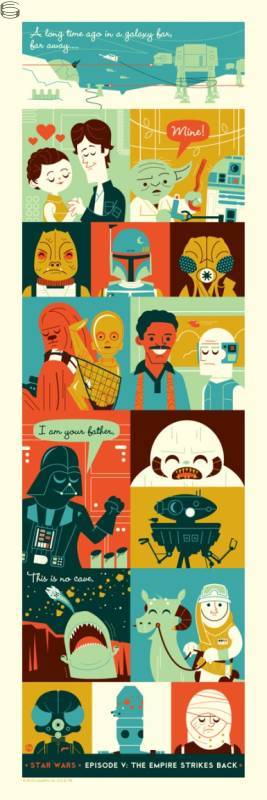 A long time ago in a galaxy far,
far away....
Mine!
I am your father.
This is no cave.
• STAR WARS • EPISODE V: THE EMPIRE STRIKES BACK •